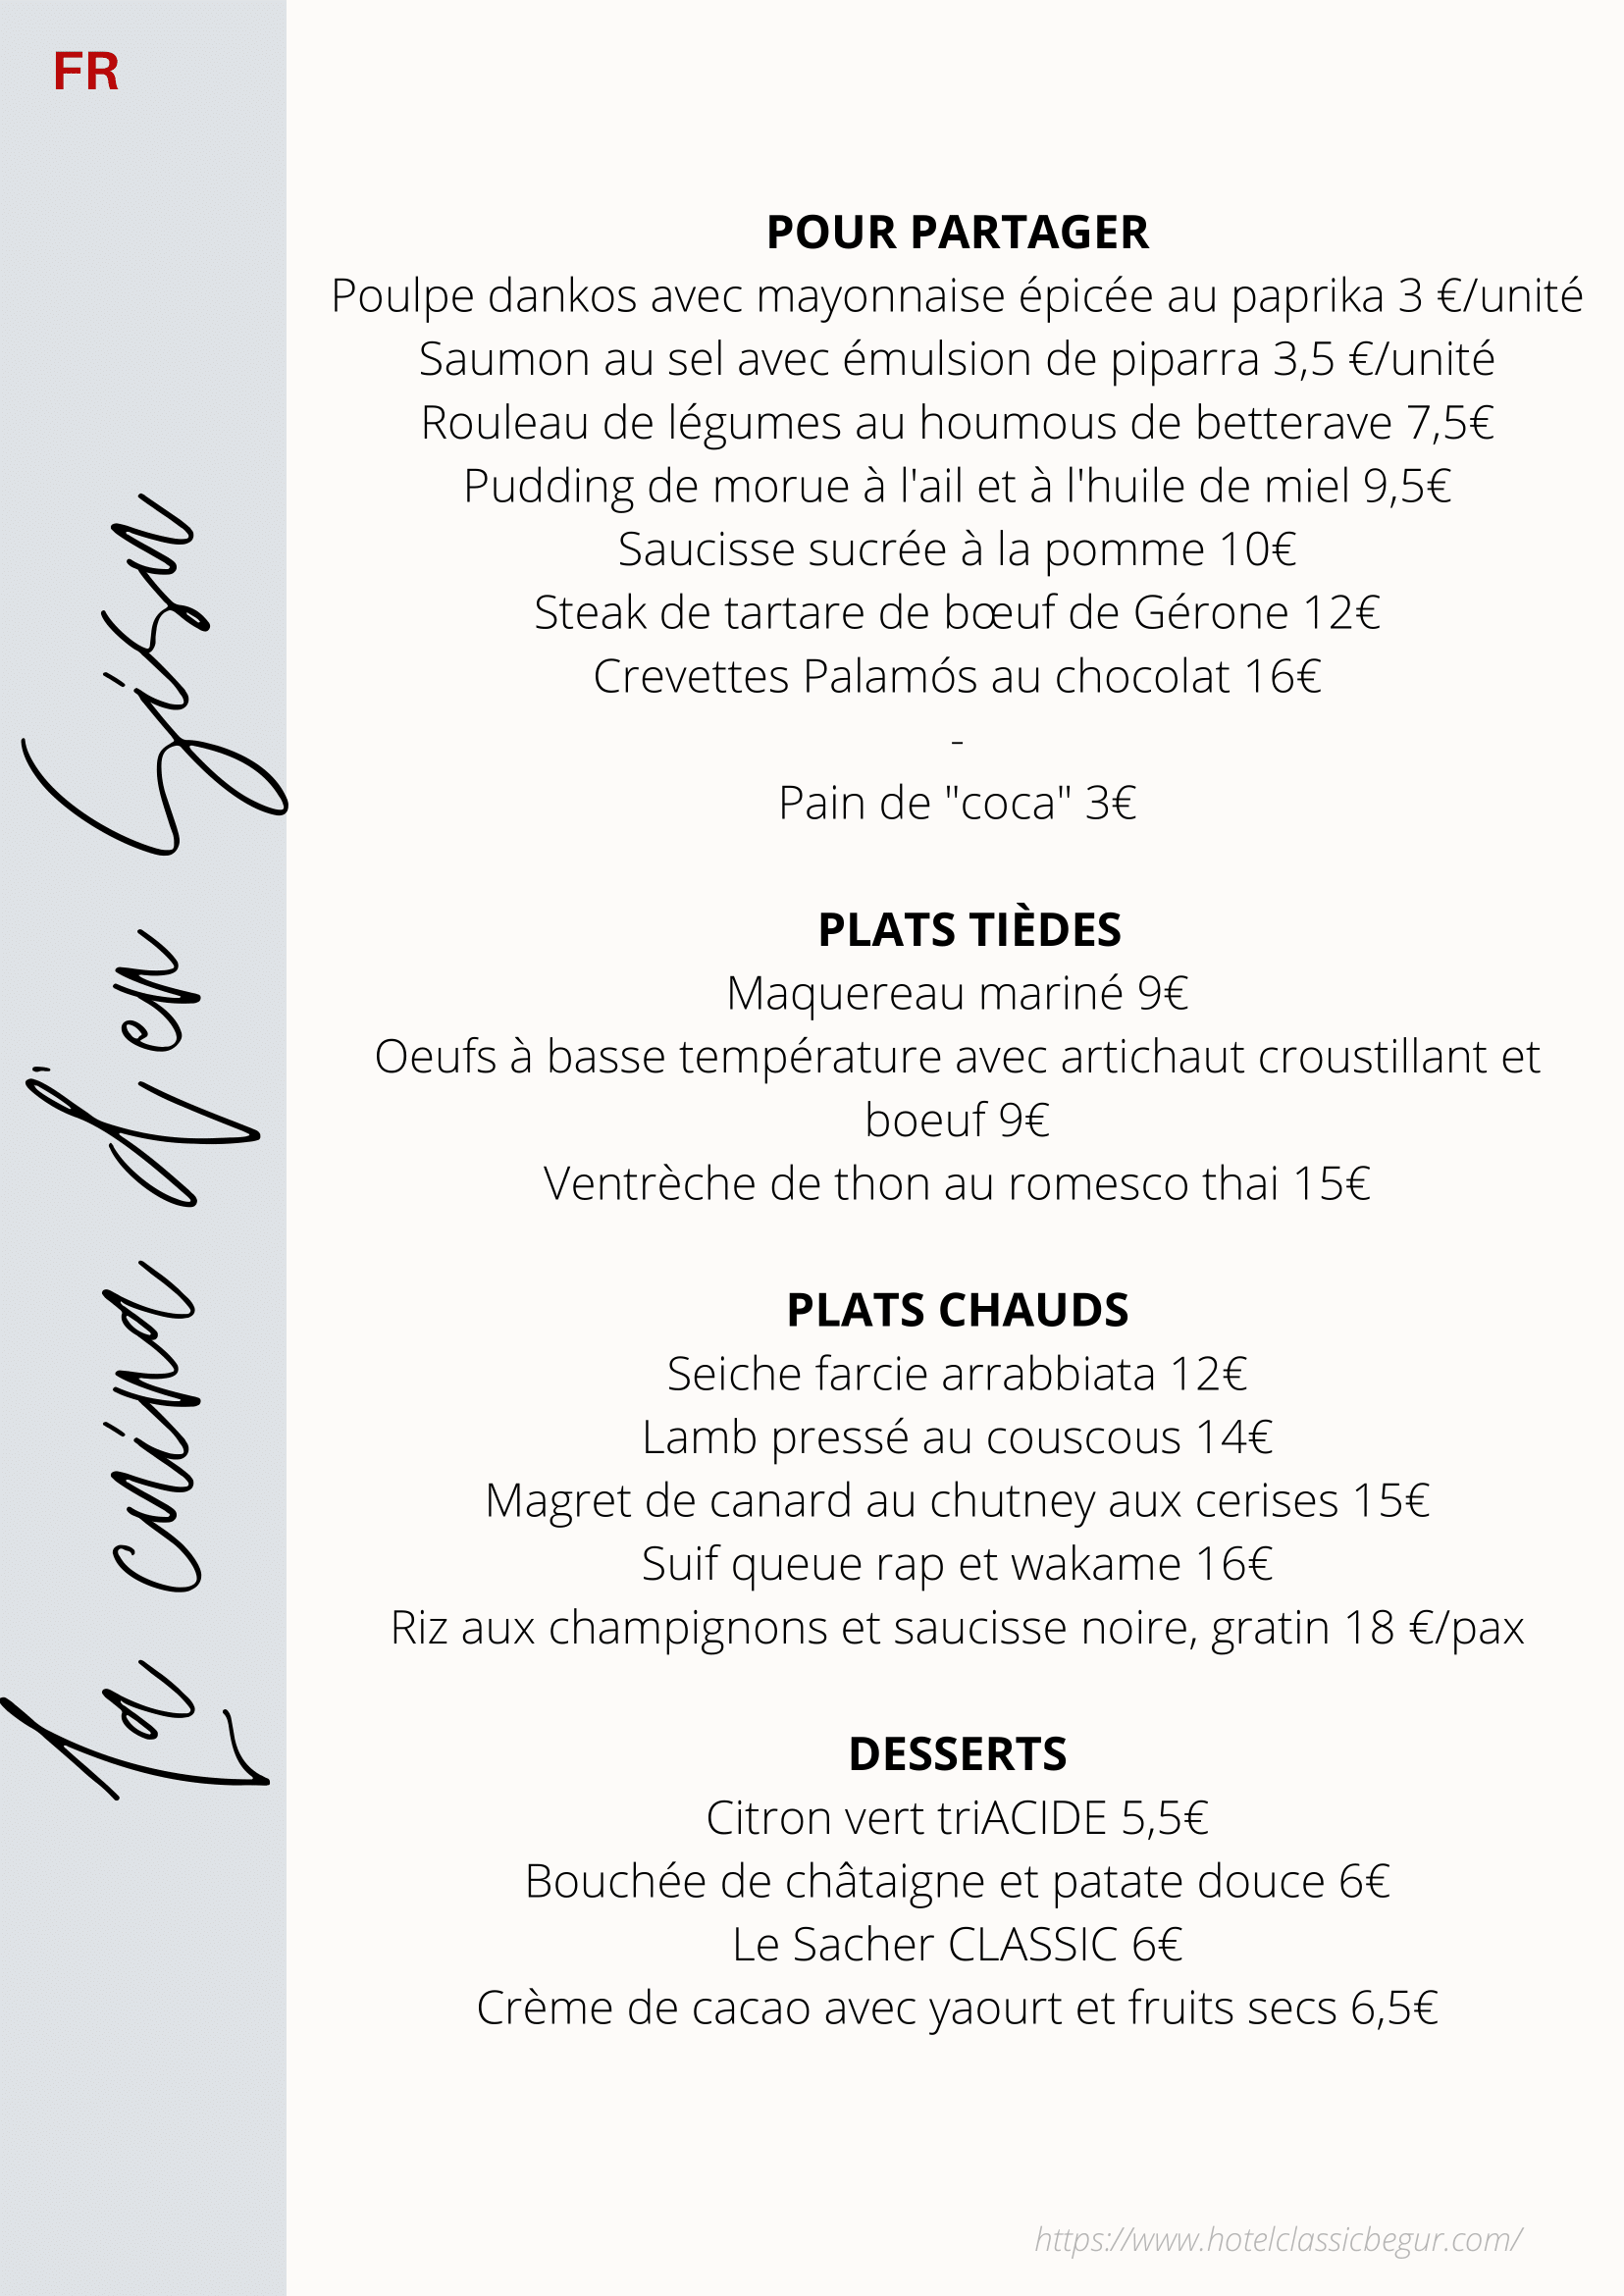 FR
La cuina d'en Sisu
POUR PARTAGER
Poulpe dankos avec mayonnaise épicée au paprika 3 €/unité
Saumon au sel avec émulsion de piparra 3,5 €/unité
Rouleau de légumes au houmous de betterave 7,5€
Pudding de morue à l'ail et à l'huile de miel 9,5€
Saucisse sucrée à la pomme 10€
Steak de tartare de bœuf de Gérone 12€
Crevettes Palamós au chocolat 16€
-
Pain de "coca" 3€
PLATS TIÈDES
Maquereau mariné 9€
Oeufs à basse température avec artichaut croustillant et
boeuf 9€
Ventrèche de thon au romesco thai 15€
PLATS CHAUDS
Seiche farcie arrabbiata 12€
Lamb pressé au couscous 14€
Magret de canard au chutney aux cerises 15€
Suif queue rap et wakame 16€
Riz aux champignons et saucisse noire, gratin 18 €/pax
DESSERTS
Citron vert triACIDE 5,5€
Bouchée de châtaigne et patate douce 6€
Le Sacher CLASSIC 6€
Crème de cacao avec yaourt et fruits secs 6,5€
https://www.hotelclassicbegur.com/